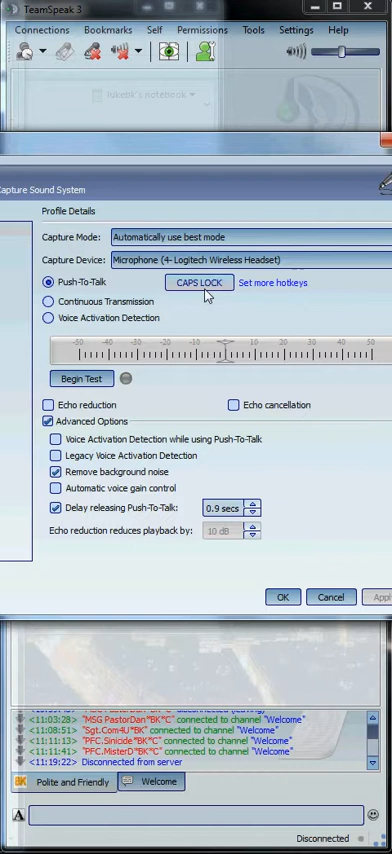 TeamSpeak 3
Connections Bookmarks Self Permissions Tools Settings Help
lukebk's notebook
Capture Sound System
Profile Details
Capture Mode: Automatically use best mode
Capture Device: Microphone (4- Logitech Wireless Headset)
Push-To-Talk CAPS LOCK Set more hotkeys
Continuous Transmission
Voice Activation Detection
-50 -40 -30 -20 -10 0 10 20 30 40 50
Begin Test
Echo reduction Echo cancellation
Advanced Options
Voice Activation Detection while using Push-To-Talk
Legacy Voice Activation Detection
Remove background noise
Automatic voice gain control
Delay releasing Push-To-Talk: 0.9 secs
Echo reduction reduces playback by: 10 dB
OK Cancel Apply
<11:03:28> "MSG PastorDan*BK*C" connected to channel "Welcome"
<11:08:51> "Sgt.Com4U*BK" connected to channel "Welcome"
<11:11:13> "PFC.Sinicide*BK*C" connected to channel "Welcome"
<11:11:41> "PFC.MisterD*BK*C" connected to channel "Welcome"
<11:19:22> Disconnected from server
BK Polite and Friendly Welcome
A
Disconnected